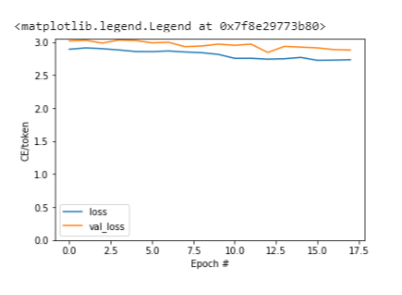 <matplotlib.legend.Legend at 0x7f8e29773b80>
3.0
2.5
2.0
1.5
1.0
0.5
0.0
CE/token
loss
val_loss
0.0 2.5 5.0 7.5 10.0 12.5 15.0 17.5
Epoch #